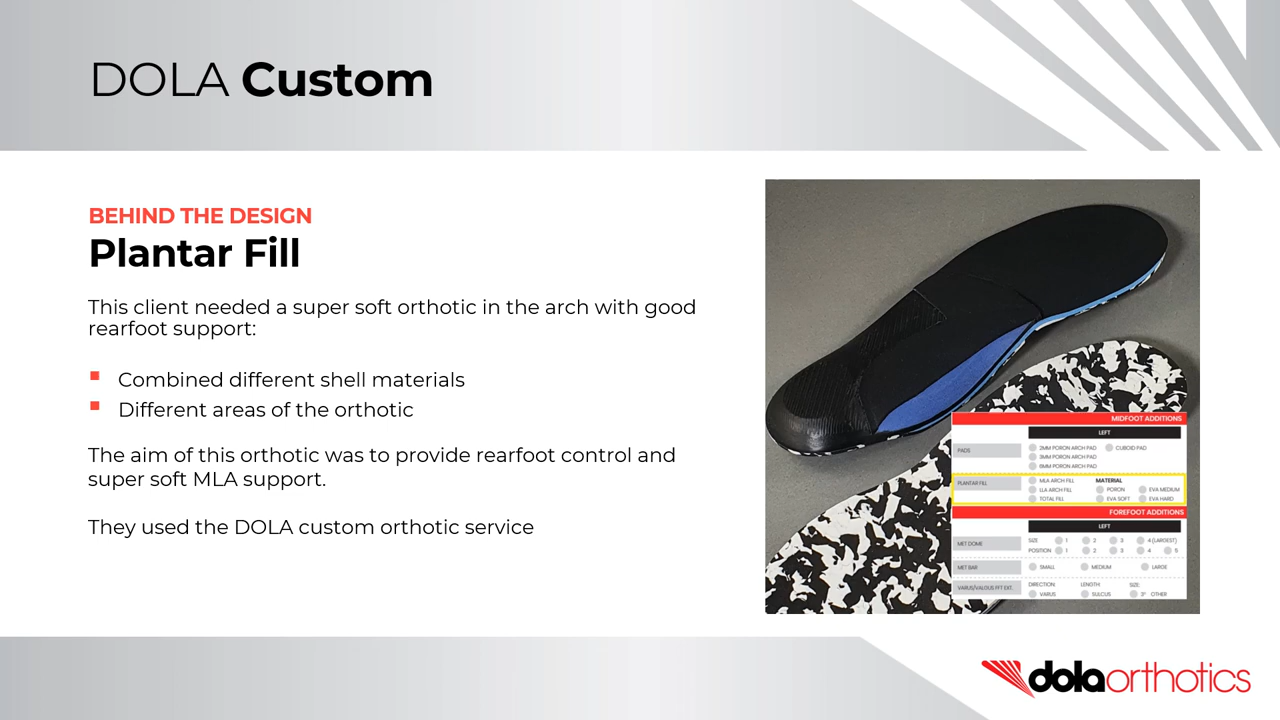 DOLA Custom
BEHIND THE DESIGN
Plantar Fill
This client needed a super soft orthotic in the arch with good
rearfoot support:
Combined different shell materials
Different areas of the orthotic
The aim of this orthotic was to provide rearfoot control and
super soft MLA support.
They used the DOLA custom orthotic service
MIDFOOT ADDITIONS
LEFT
PADS
2MM PORON ARCH PAD CUBOID PAD
3MM PORON ARCH PAD
6MM PORON ARCH PAD
PLANTAR FILL
MLA ARCH FILL MATERIAL
LLA ARCH FILL PORON EVA MEDIUM
TOTAL FILL EVA SOFT EVA HARD
FOREFOOT ADDITIONS
LEFT
MET DOME
SIZE 1 2 3 4 (LARGEST)
POSITION 1 2 3 4 5
MET BAR SMALL MEDIUM LARGE
VARUS/VALGUS FFT EXT.
DIRECTION: LENGTH: SIZE:
VARUS SULCUS 3° OTHER
dolaorthotics